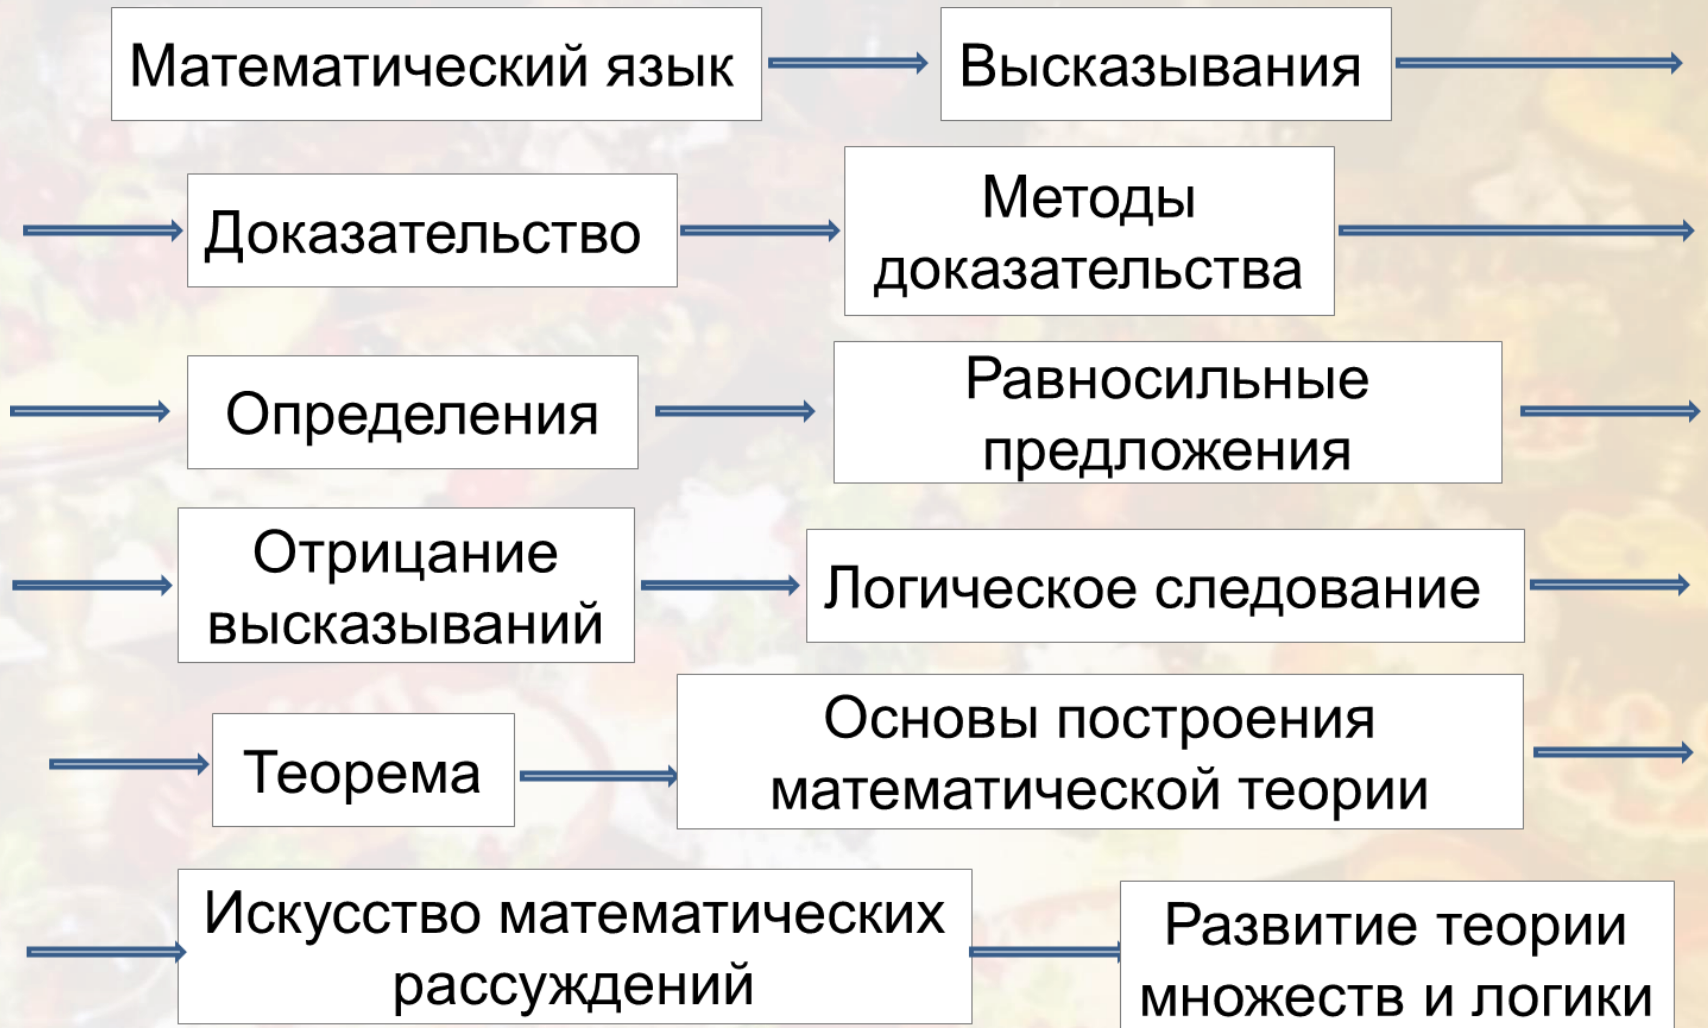 Математический язык
Высказывания
Доказательство
Методы
доказательства
Определения
Равносильные
предложения
Отрицание
высказываний
Логическое следование
Теорема
Основы построения
математической теории
Искусство математических
рассуждений
Развитие теории
множеств и логики